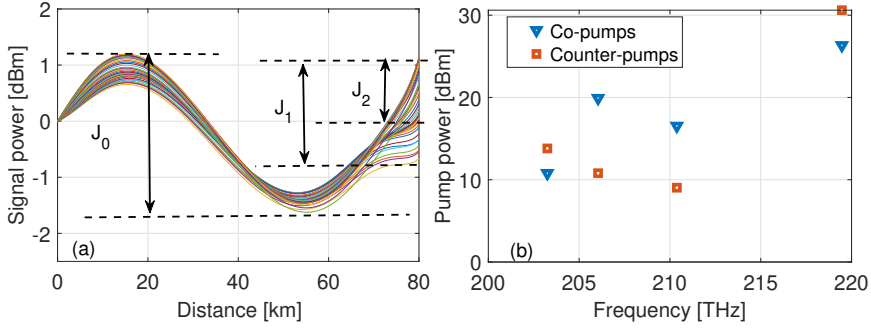 2
1
0
-1
-2
Signal power [dBm]
J0
J1
J2
(a)
0 20 40 60 80
Distance [km]
30
20
10
0
Pump power [dBm]
Co-pumps
Counter-pumps
(b)
200 205 210 215 220
Frequency [THz]